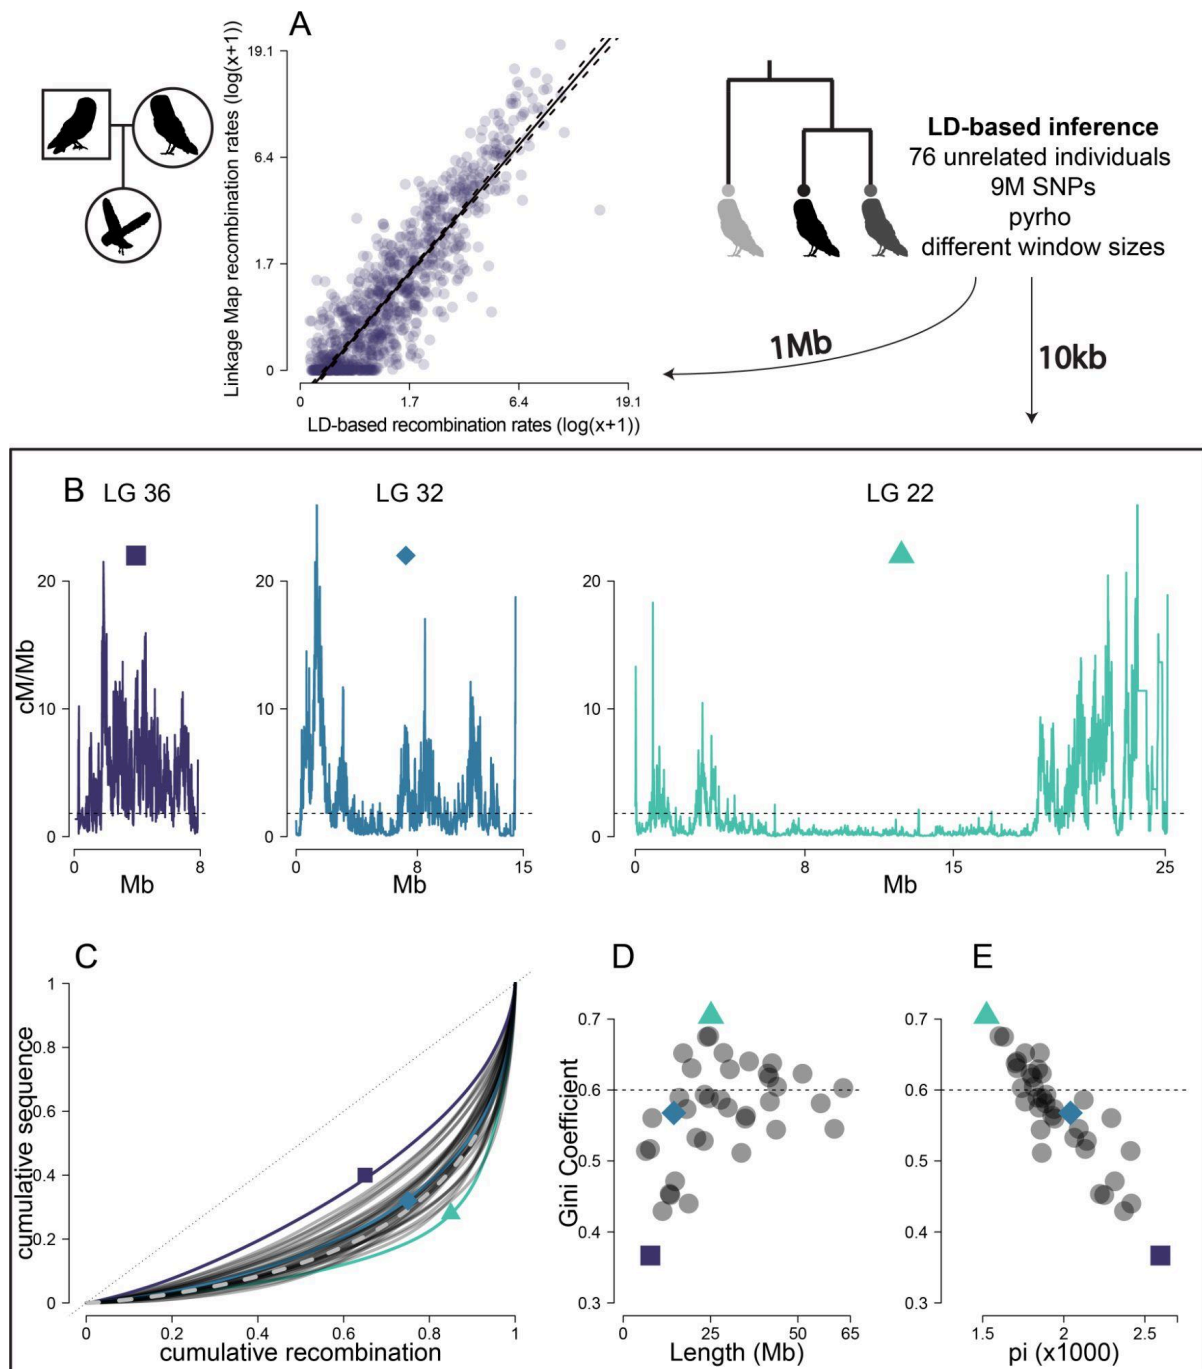 A
Linkage Map recombination rates (log(x+1))
19.1
6.4
1.7
0
0
1.7
6.4
19.1
LD-based recombination rates (log(x+1))
LD-based inference
76 unrelated individuals
9M SNPs
pyrho
different window sizes
1Mb
10kb
B
LG 36
LG 32
LG 22
cM/Mb
20
10
0
0
8
Mb
20
10
0
0
8
15
Mb
20
10
0
0
8
15
25
Mb
C
cumulative sequence
1
0.8
0.6
0.4
0.2
0
0
0.2
0.4
0.6
0.8
1
cumulative recombination
D
Gini Coefficient
0.7
0.6
0.5
0.4
0.3
0
25
50
65
Length (Mb)
E
0.7
0.6
0.5
0.4
0.3
1.5
2
2.5
pi (x1000)